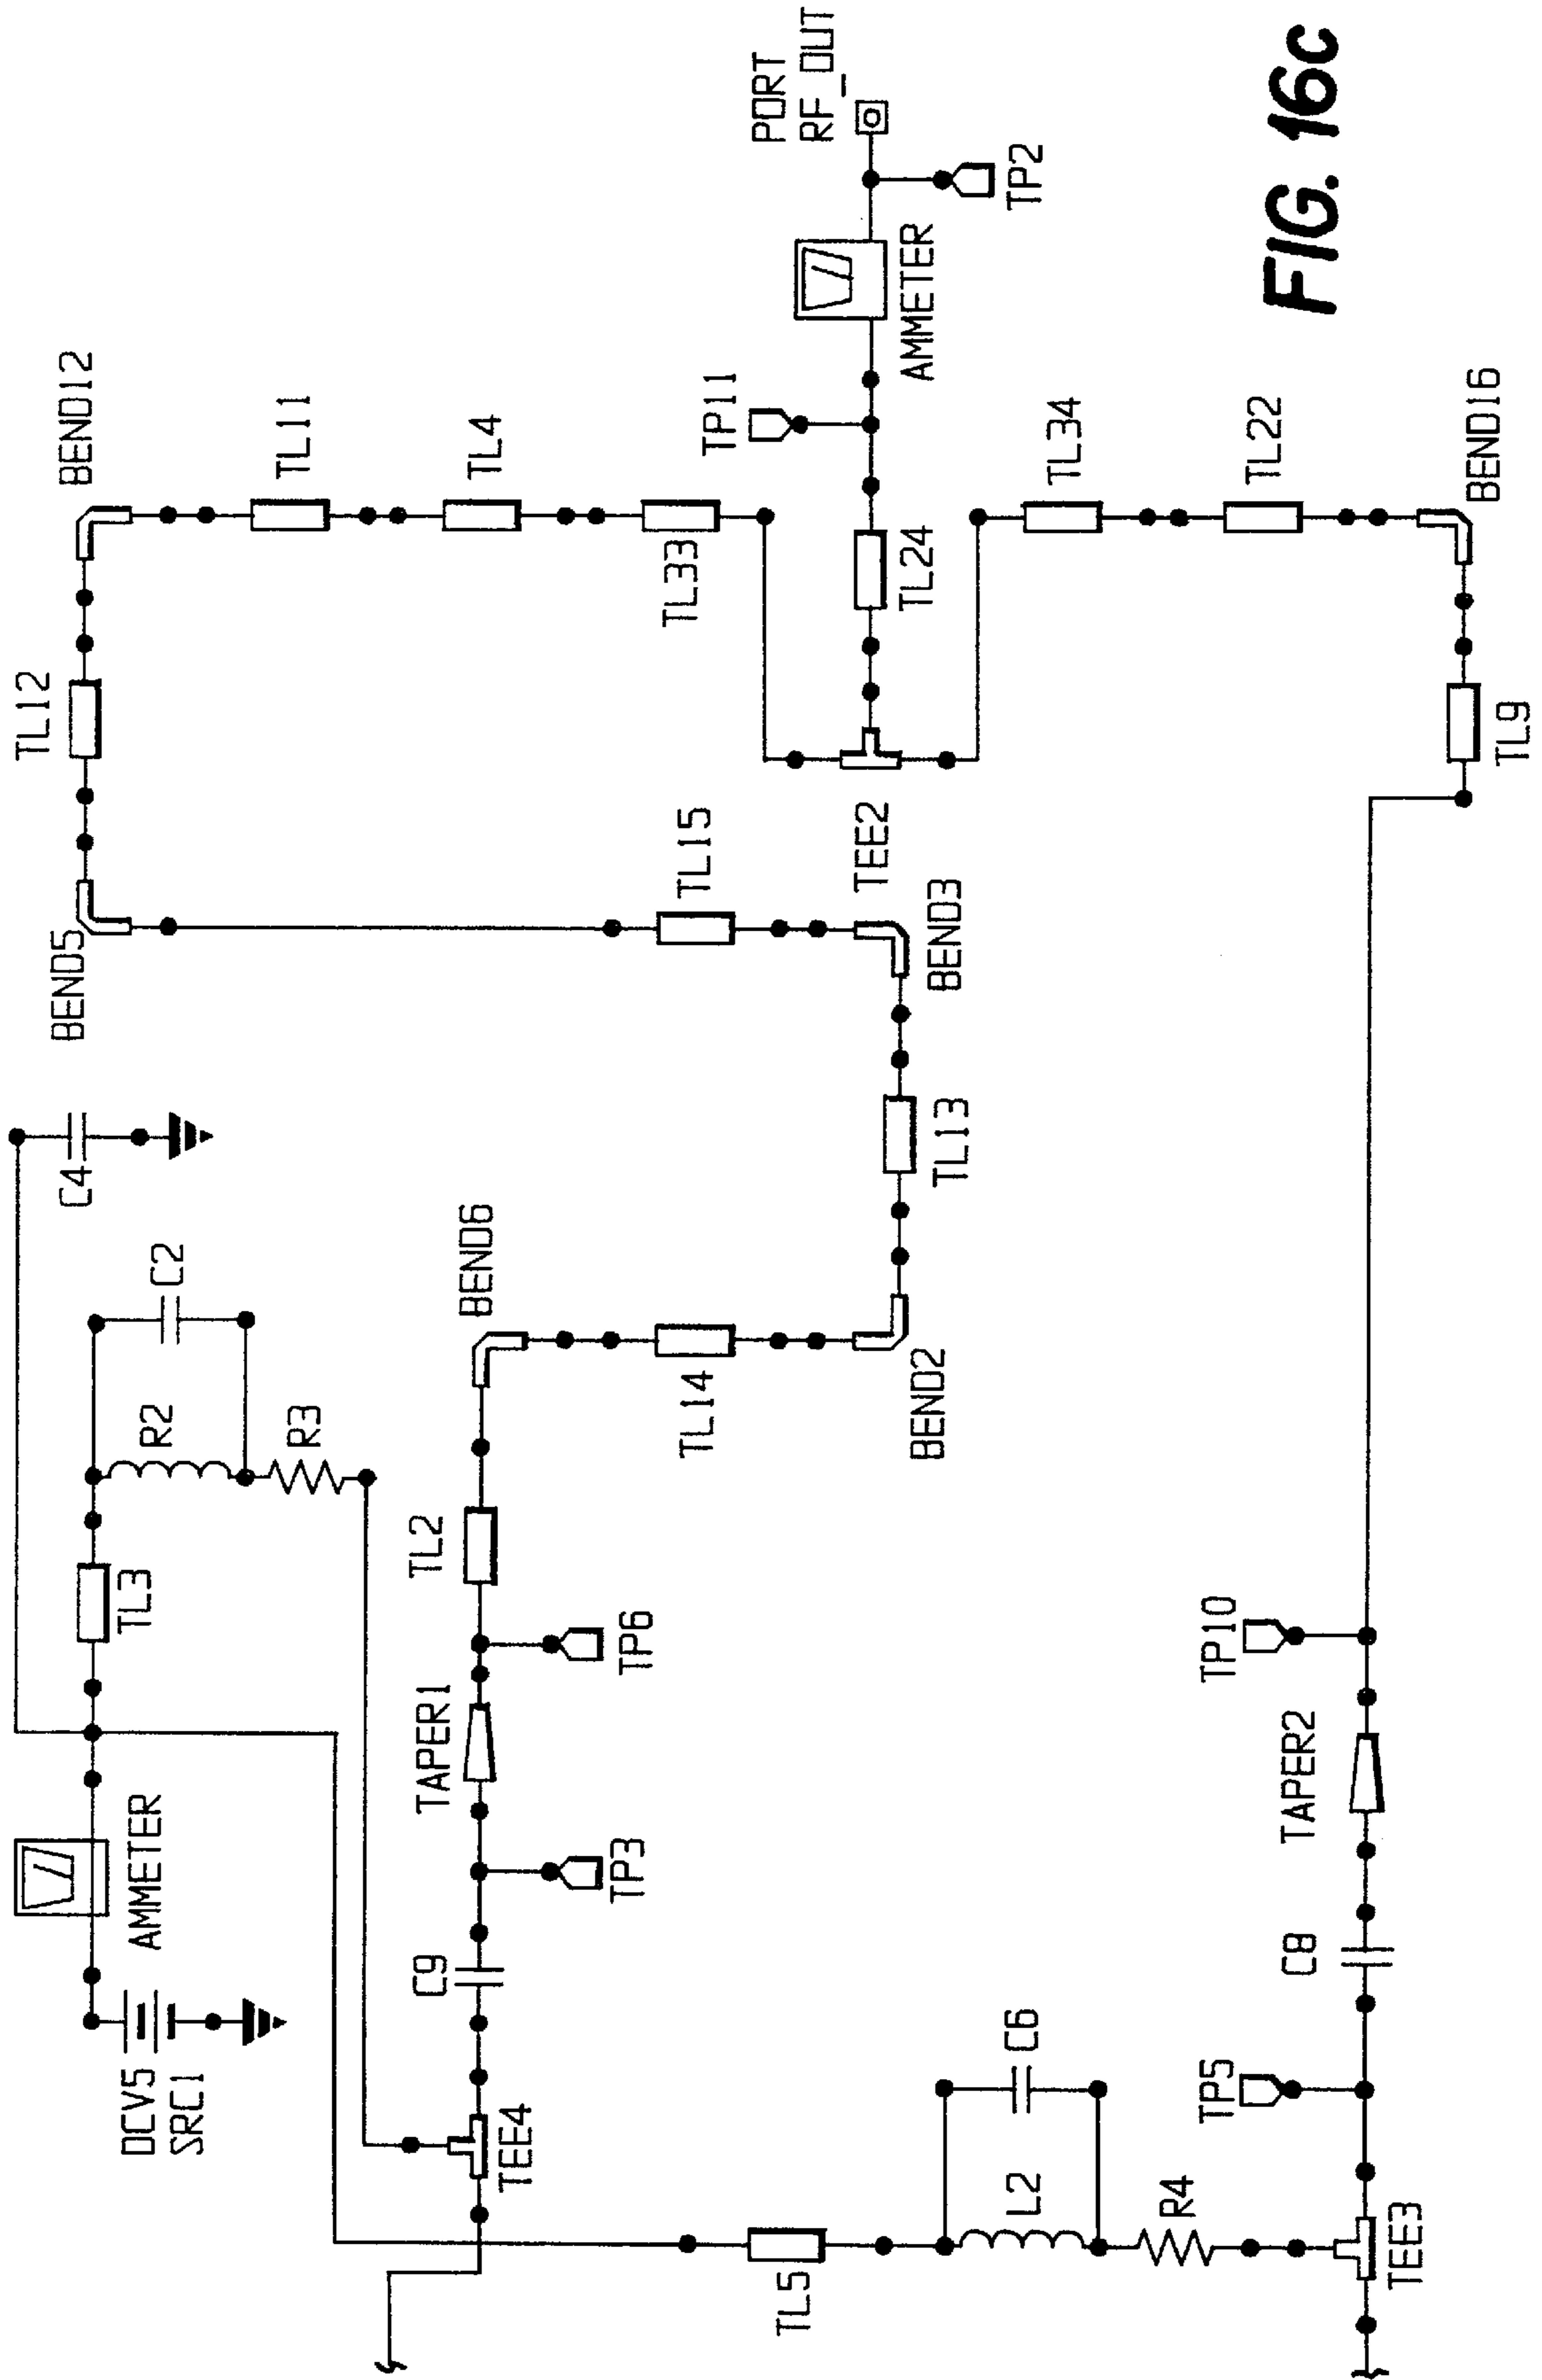 TL12
C4
BEND5
BEND12
DCV5
SRC1
AMMETER
TL3
R2
C2
R3
TL11
C9
TAPER1
TL2
BEND6
TL4
TEE4
TP3
TP6
TL14
TL15
TL33
TP11
PORT
RF_OUT
TL5
BEND2
TL13
BEND3
TEE2
TL24
AMMETER
L2
C6
TP2
R4
TL34
TP5
TP10
TL22
C8
TAPER2
FIG. 16c
TEE3
TL9
BEND16